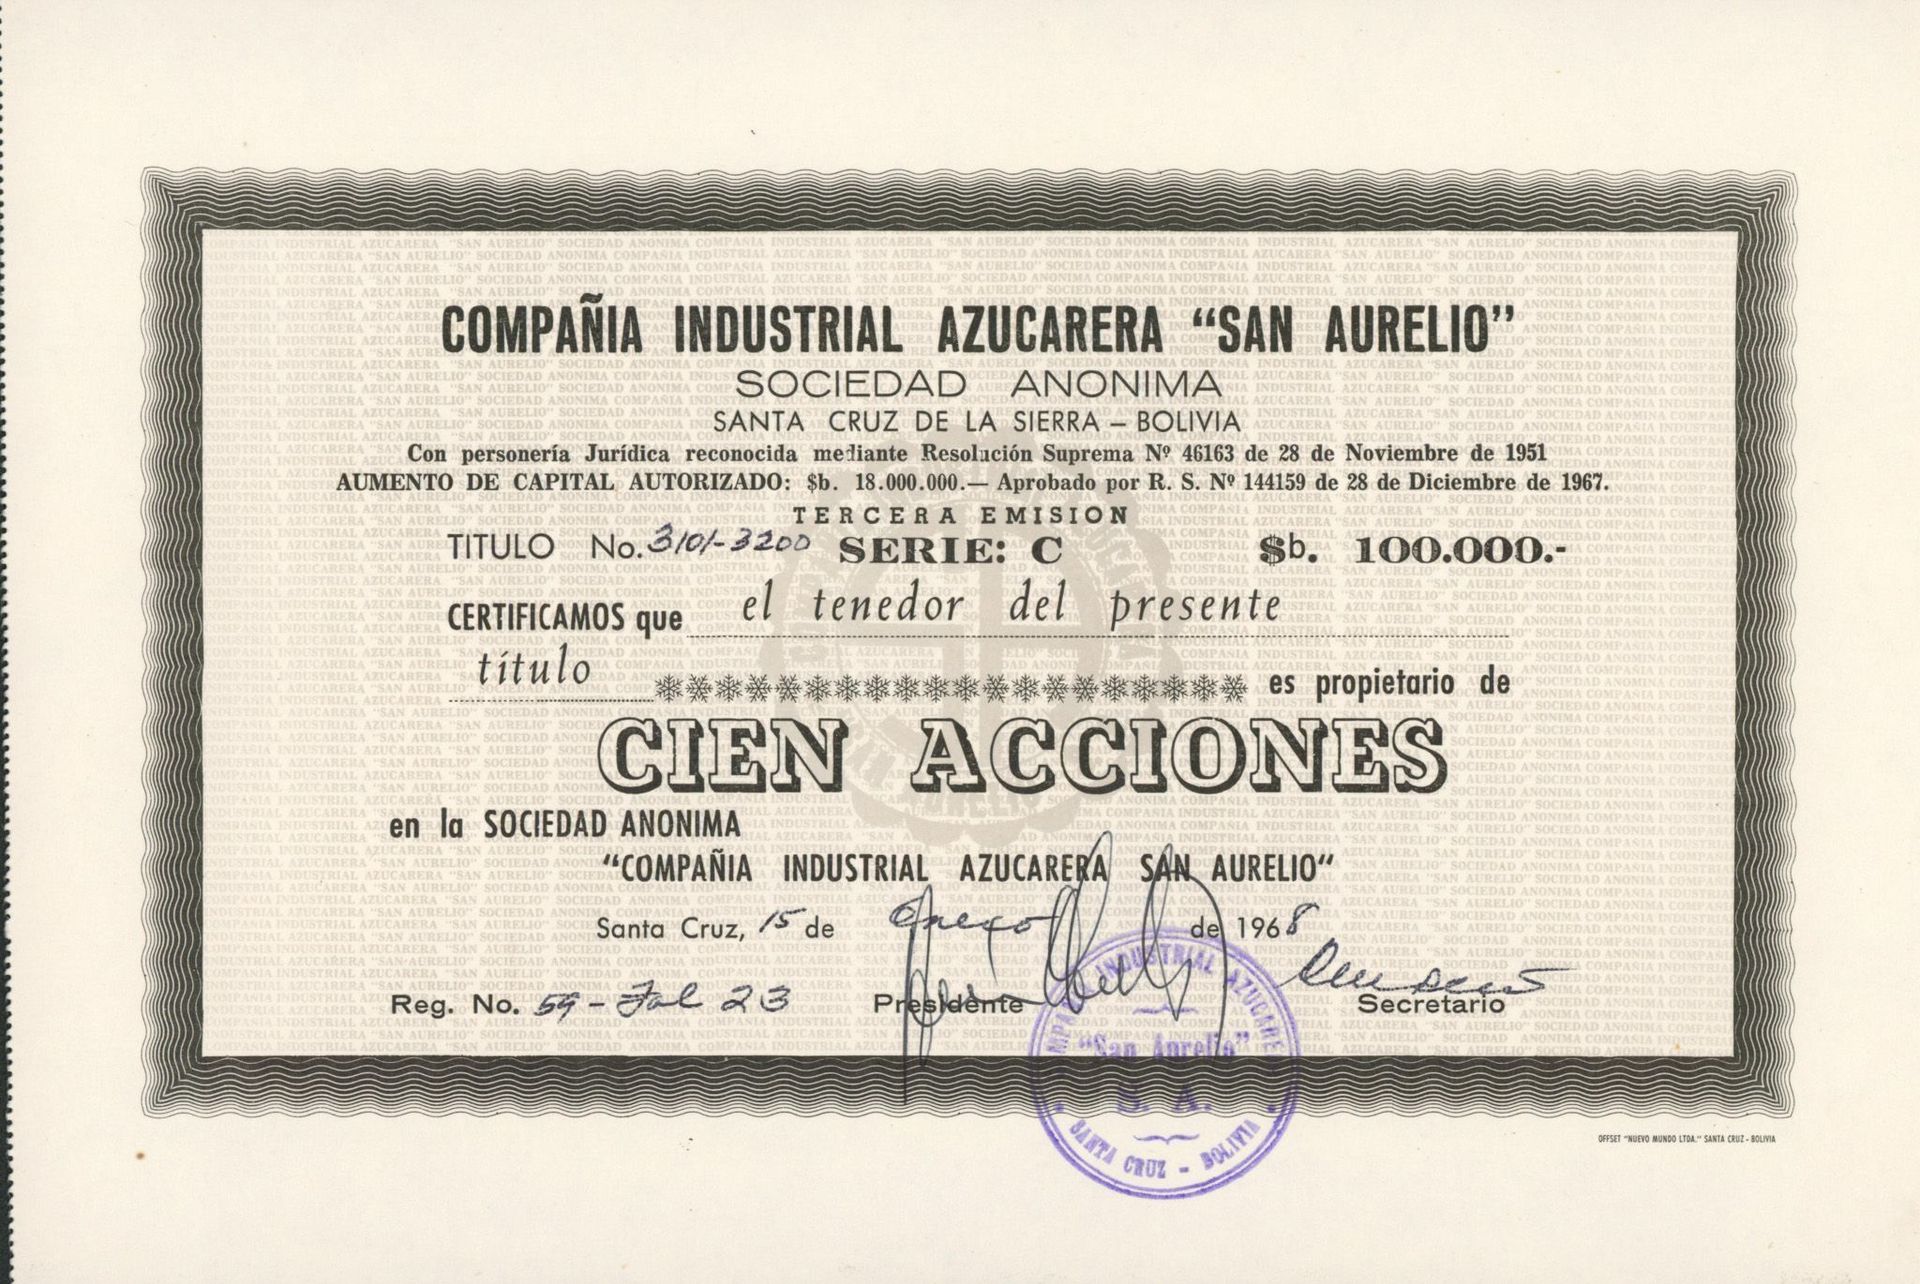 COMPAÑIA INDUSTRIAL AZUCARERA "SAN AURELIO"
SOCIEDAD ANONIMA
SANTA CRUZ DE LA SIERRA – BOLIVIA
Con personería Jurídica reconocida mediante Resolución Suprema Nº 46163 de 28 de Noviembre de 1951
AUMENTO DE CAPITAL AUTORIZADO: $b. 18.000.000.— Aprobado por R. S. Nº 144159 de 28 de Diciembre de 1967.
TERCERA EMISION
TITULO No. 3101-3200 SERIE: C $b. 100.000.-
CERTIFICAMOS que el tenedor del presente
título es propietario de
CIEN ACCIONES
en la SOCIEDAD ANONIMA
"COMPAÑIA INDUSTRIAL AZUCARERA SAN AURELIO"
Santa Cruz, 15 de Enero de 1968
Reg. No. 59 - Fol 23 Presidente Secretario
COMPAÑIA INDUSTRIAL AZUCARERA
"San Aurelio"
S. A.
SANTA CRUZ - BOLIVIA
OFFSET "NUEVO MUNDO LTDA." SANTA CRUZ - BOLIVIA